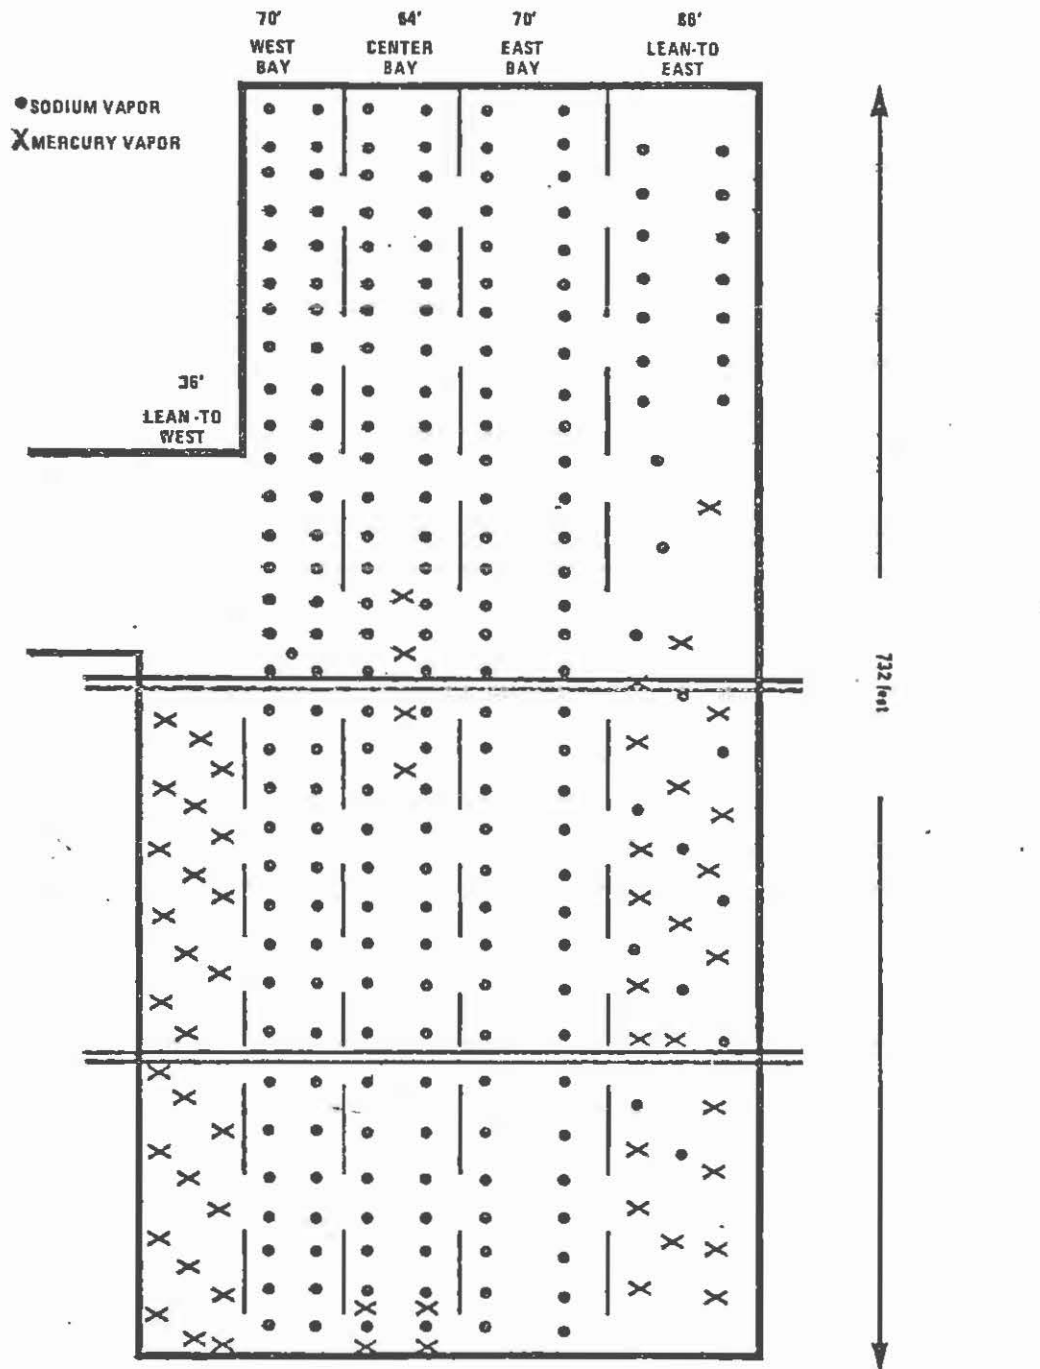 70'
WEST
BAY
64'
CENTER
BAY
70'
EAST
BAY
86'
LEAN-TO
EAST
SODIUM VAPOR
MERCURY VAPOR
36'
LEAN-TO
WEST
732 feet